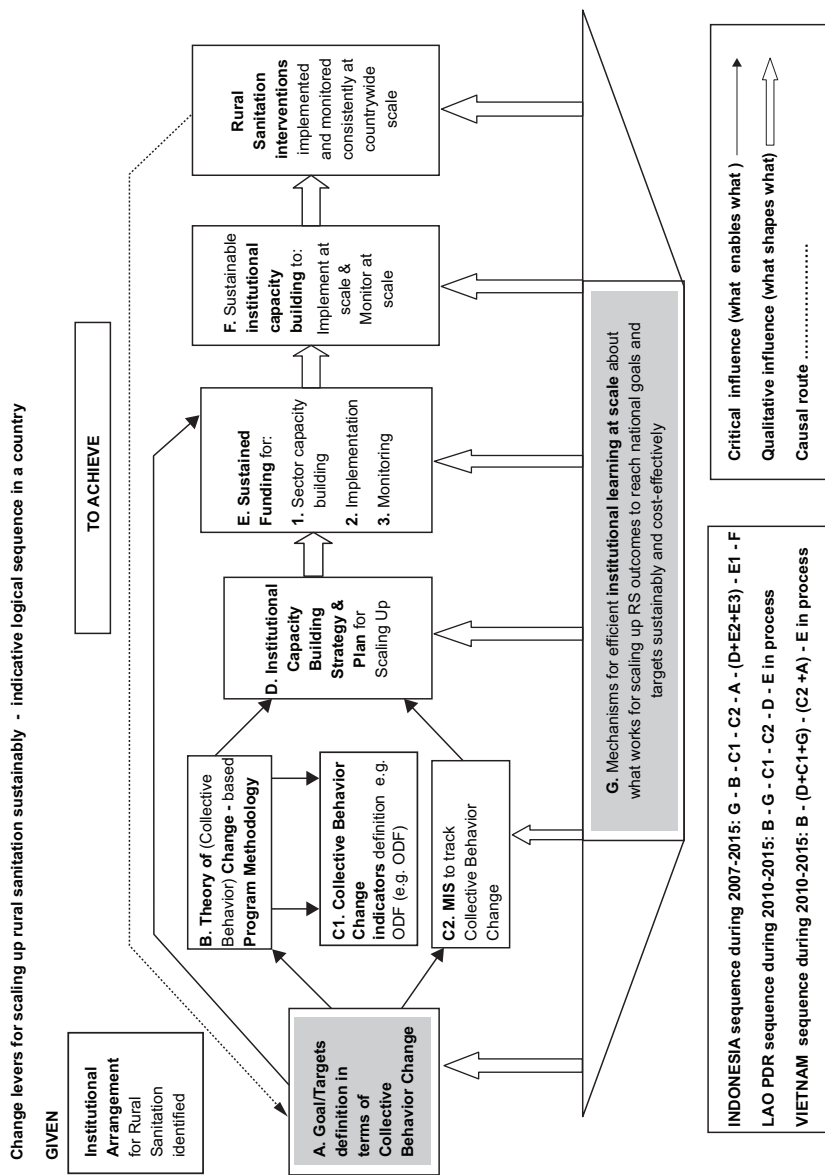 Change levers for scaling up rural sanitation sustainably - indicative logical sequence in a country
GIVEN
Institutional
Arrangement
for Rural
Sanitation
identified
TO ACHIEVE
A. Goal/Targets
definition in
terms of
Collective
Behavior Change
B. Theory of (Collective
Behavior) Change - based
Program Methodology
C1. Collective Behavior
Change
indicators definition e.g.
ODF (e.g. ODF)
C2. MIS to track
Collective Behavior
Change
D. Institutional
Capacity
Building
Strategy &
Plan for
Scaling Up
E. Sustained
Funding for:
1. Sector capacity
building
2. Implementation
3. Monitoring
F. Sustainable
institutional
capacity
building to:
Implement at
scale &
Monitor at
scale
Rural
Sanitation
interventions
implemented
and monitored
consistently at
countrywide
scale
G. Mechanisms for efficient institutional learning at scale about
what works for scaling up RS outcomes to reach national goals and
targets sustainably and cost-effectively
INDONESIA sequence during 2007-2015: G - B - C1 - C2 - A - (D+E2+E3) - E1 - F
LAO PDR sequence during 2010-2015: B - G - C1 - C2 - D - E in process
VIETNAM sequence during 2010-2015: B - (D+C1+G) - (C2 +A) - E in process
Critical influence (what enables what )
Qualitative influence (what shapes what)
Causal route ......................